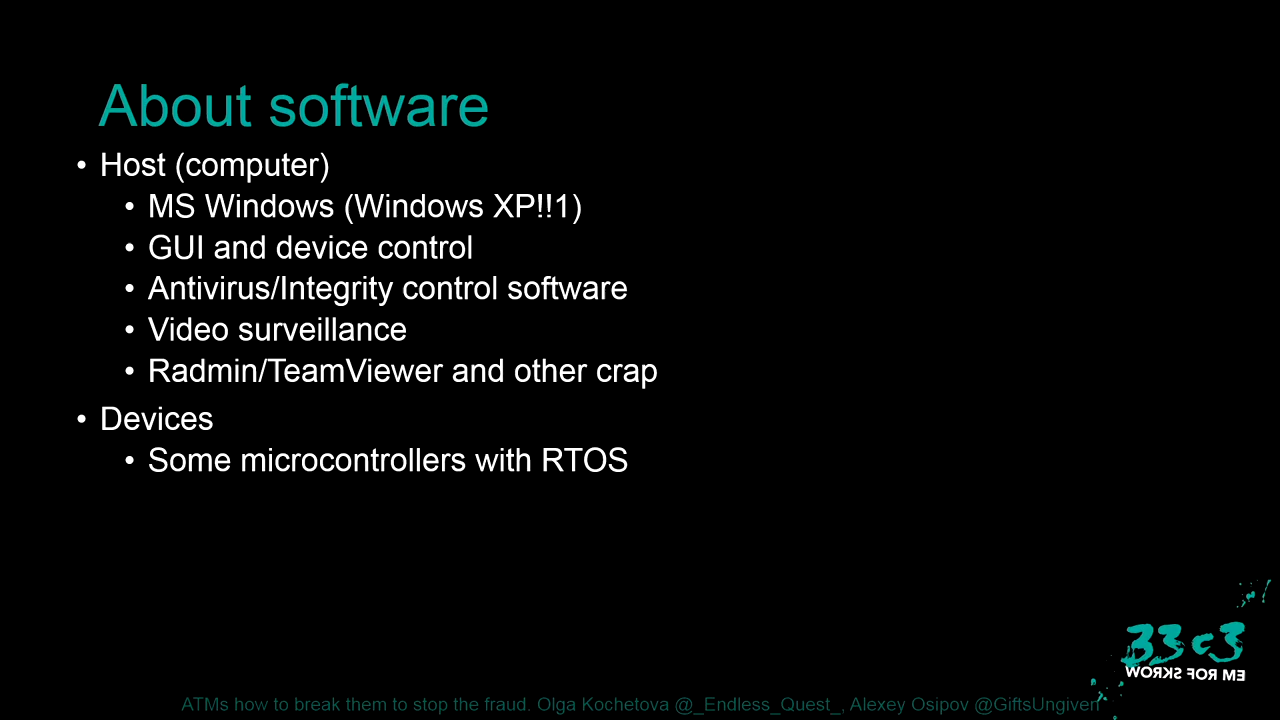 About software
• Host (computer)
• MS Windows (Windows XP!!1)
• GUI and device control
• Antivirus/Integrity control software
• Video surveillance
• Radmin/TeamViewer and other crap
• Devices
• Some microcontrollers with RTOS
33c3
WORKS FOR ME
ATMs how to break them to stop the fraud. Olga Kochetova @_Endless_Quest_, Alexey Osipov @GiftsUngiven